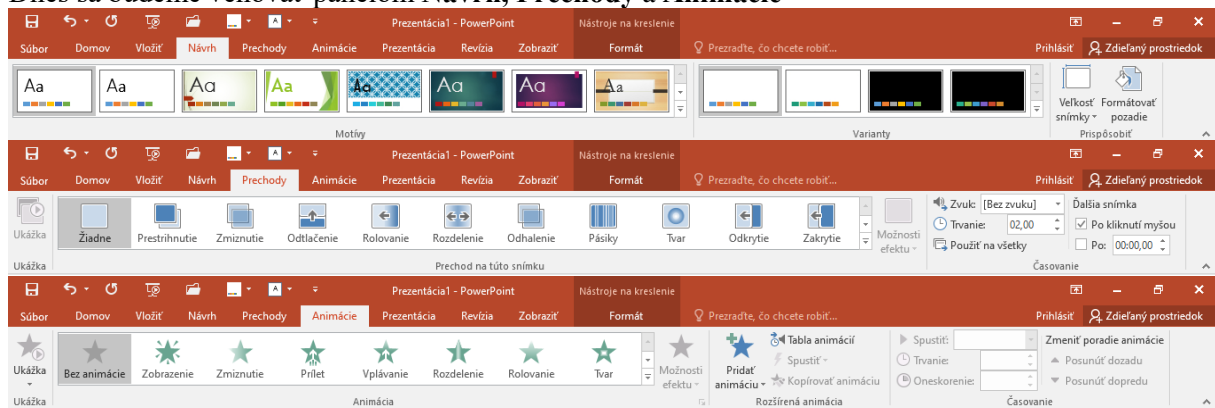 Dnes sa budeme venovať panelom Návrh, Prechody a Animácie
Prezentácia1 - PowerPoint Nástroje na kreslenie
Súbor Domov Vložiť Návrh Prechody Animácie Prezentácia Revízia Zobraziť Formát Prezraďte, čo chcete robiť... Prihlásiť Zdieľaný prostriedok
Aa Aa Aa Aa Aa Aa Aa Aa
Veľkosť snímky Formátovať pozadie
Motívy Varianty Prispôsobiť
Prezentácia1 - PowerPoint Nástroje na kreslenie
Súbor Domov Vložiť Návrh Prechody Animácie Prezentácia Revízia Zobraziť Formát Prezraďte, čo chcete robiť... Prihlásiť Zdieľaný prostriedok
Zvuk: [Bez zvuku] Ďalšia snímka
Ukážka Žiadne Prestrihnutie Zmiznutie Odtlačenie Rolovanie Rozdelenie Odhalenie Pásiky Tvar Odkrytie Zakrytie Možnosti efektu
Trvanie: 02,00 Po kliknutí myšou
Použiť na všetky Po: 00:00,00
Ukážka Prechod na túto snímku Časovanie
Prezentácia1 - PowerPoint Nástroje na kreslenie
Súbor Domov Vložiť Návrh Prechody Animácie Prezentácia Revízia Zobraziť Formát Prezraďte, čo chcete robiť... Prihlásiť Zdieľaný prostriedok
Tabla animácií Spustiť: Zmeniť poradie animácie
Ukážka Bez animácie Zobrazenie Zmiznutie Prílet Vplávanie Rozdelenie Rolovanie Tvar Možnosti efektu Pridať animáciu
Spustiť Trvanie: Posunúť dozadu
Kopírovať animáciu Oneskorenie: Posunúť dopredu
Ukážka Animácia Rozšírená animácia Časovanie